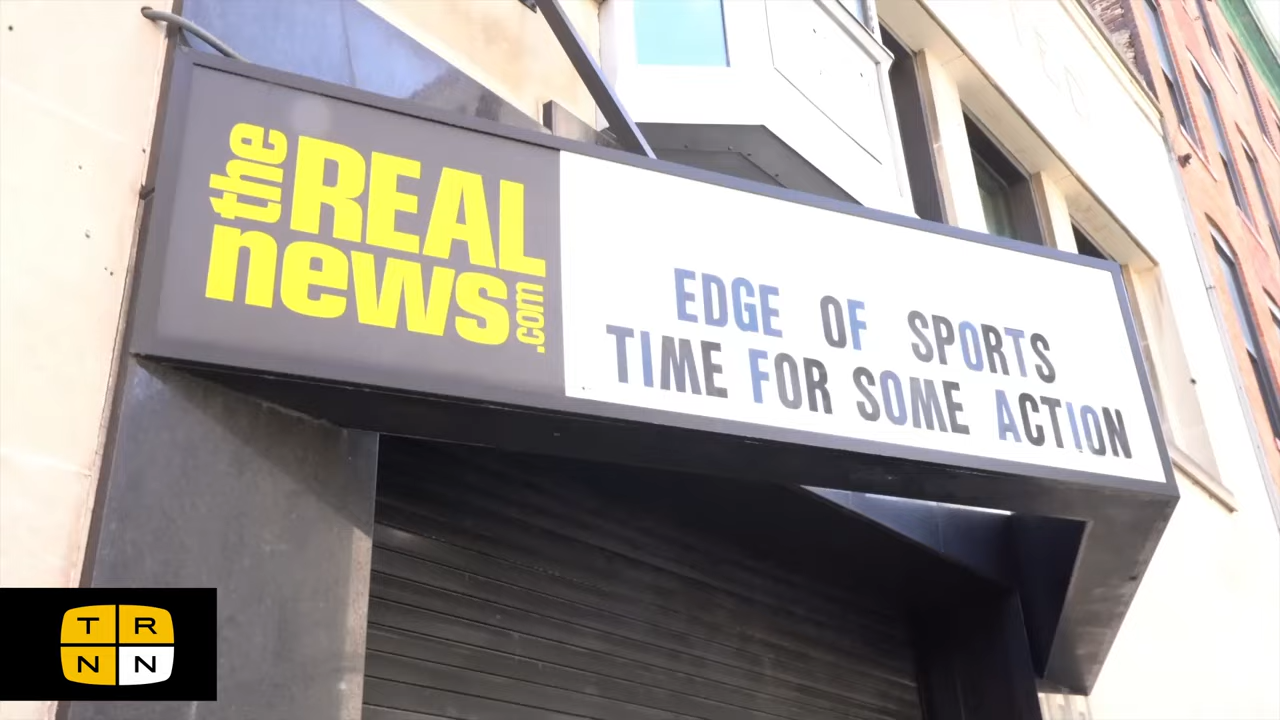 the REAL
news.com
EDGE OF SPORTS
TIME FOR SOME ACTION
T R
N N